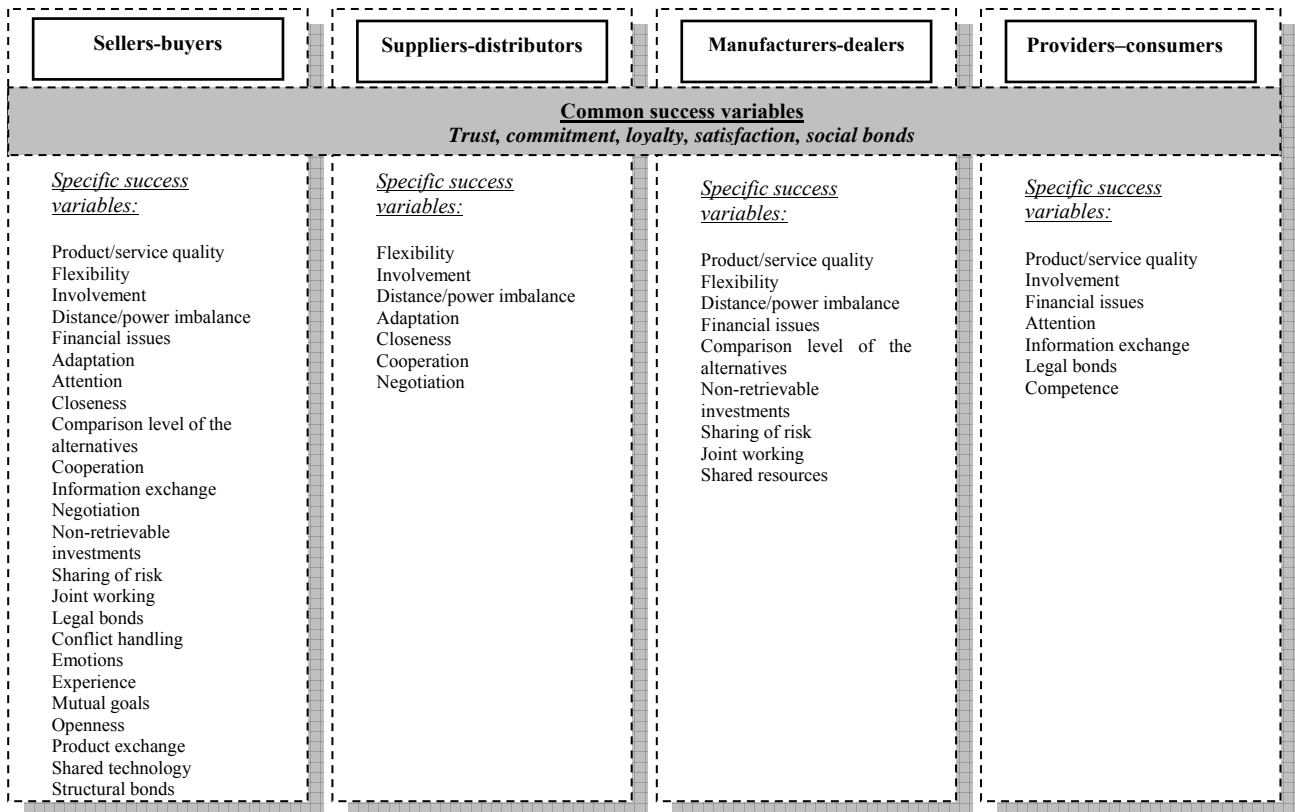 Sellers-buyers
Suppliers-distributors
Manufacturers-dealers
Providers–consumers
Common success variables
Trust, commitment, loyalty, satisfaction, social bonds
Specific success
variables:
Product/service quality
Flexibility
Involvement
Distance/power imbalance
Financial issues
Adaptation
Attention
Closeness
Comparison level of the
alternatives
Cooperation
Information exchange
Negotiation
Non-retrievable
investments
Sharing of risk
Joint working
Legal bonds
Conflict handling
Emotions
Experience
Mutual goals
Openness
Product exchange
Shared technology
Structural bonds
Specific success
variables:
Flexibility
Involvement
Distance/power imbalance
Adaptation
Closeness
Cooperation
Negotiation
Specific success
variables:
Product/service quality
Flexibility
Distance/power imbalance
Financial issues
Comparison level of the
alternatives
Non-retrievable
investments
Sharing of risk
Joint working
Shared resources
Specific success
variables:
Product/service quality
Involvement
Financial issues
Attention
Information exchange
Legal bonds
Competence